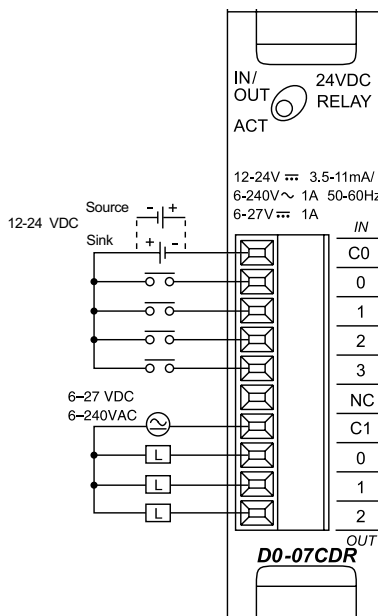 IN/
OUT
24VDC
RELAY
ACT
12-24V ⎓ 3.5-11mA/
6-240V ∿ 1A 50-60Hz
6-27V ⎓ 1A
Source
- +
12-24 VDC
Sink
+ -
IN
C0
0
1
2
3
NC
6–27 VDC
6–240VAC
C1
L
0
L
1
L
2
OUT
D0-07CDR